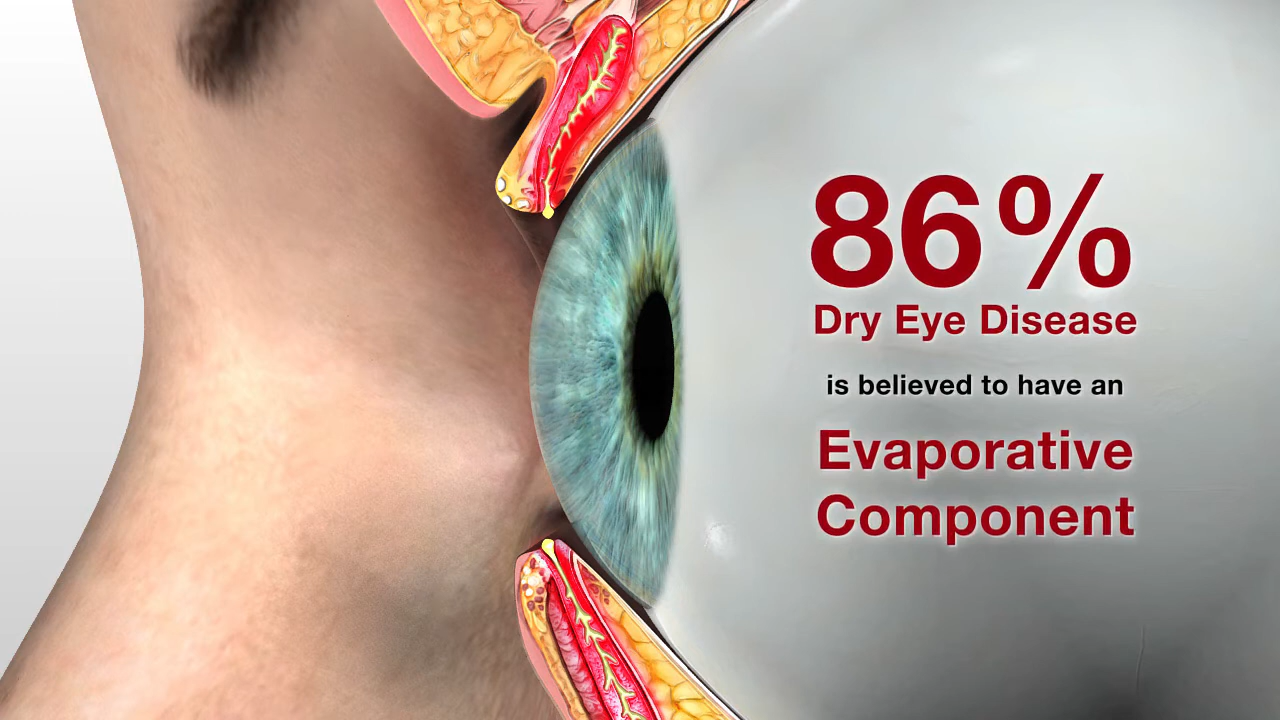 86%
Dry Eye Disease
is believed to have an
Evaporative
Component